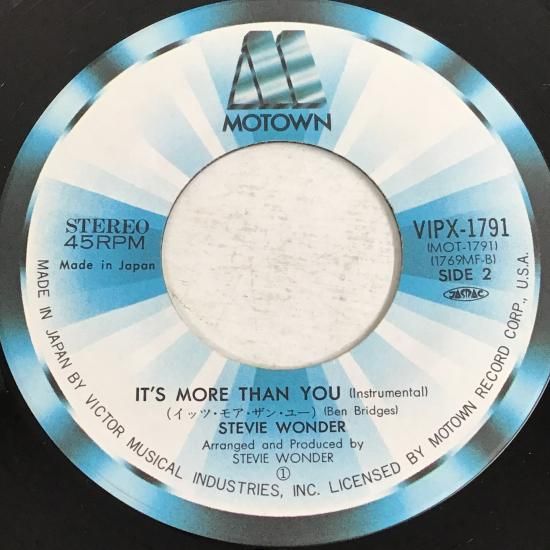 MOTOWN
STEREO
45RPM
Made in Japan
VIPX-1791
(MOT-1791)
(1769MF-B)
SIDE 2
JASRAC
IT'S MORE THAN YOU (Instrumental)
(イッツ・モア・ザン・ユー) (Ben Bridges)
STEVIE WONDER
Arranged and Produced by
STEVIE WONDER
①
MADE IN JAPAN BY VICTOR MUSICAL INDUSTRIES, INC. LICENSED BY MOTOWN RECORD CORP., U.S.A.